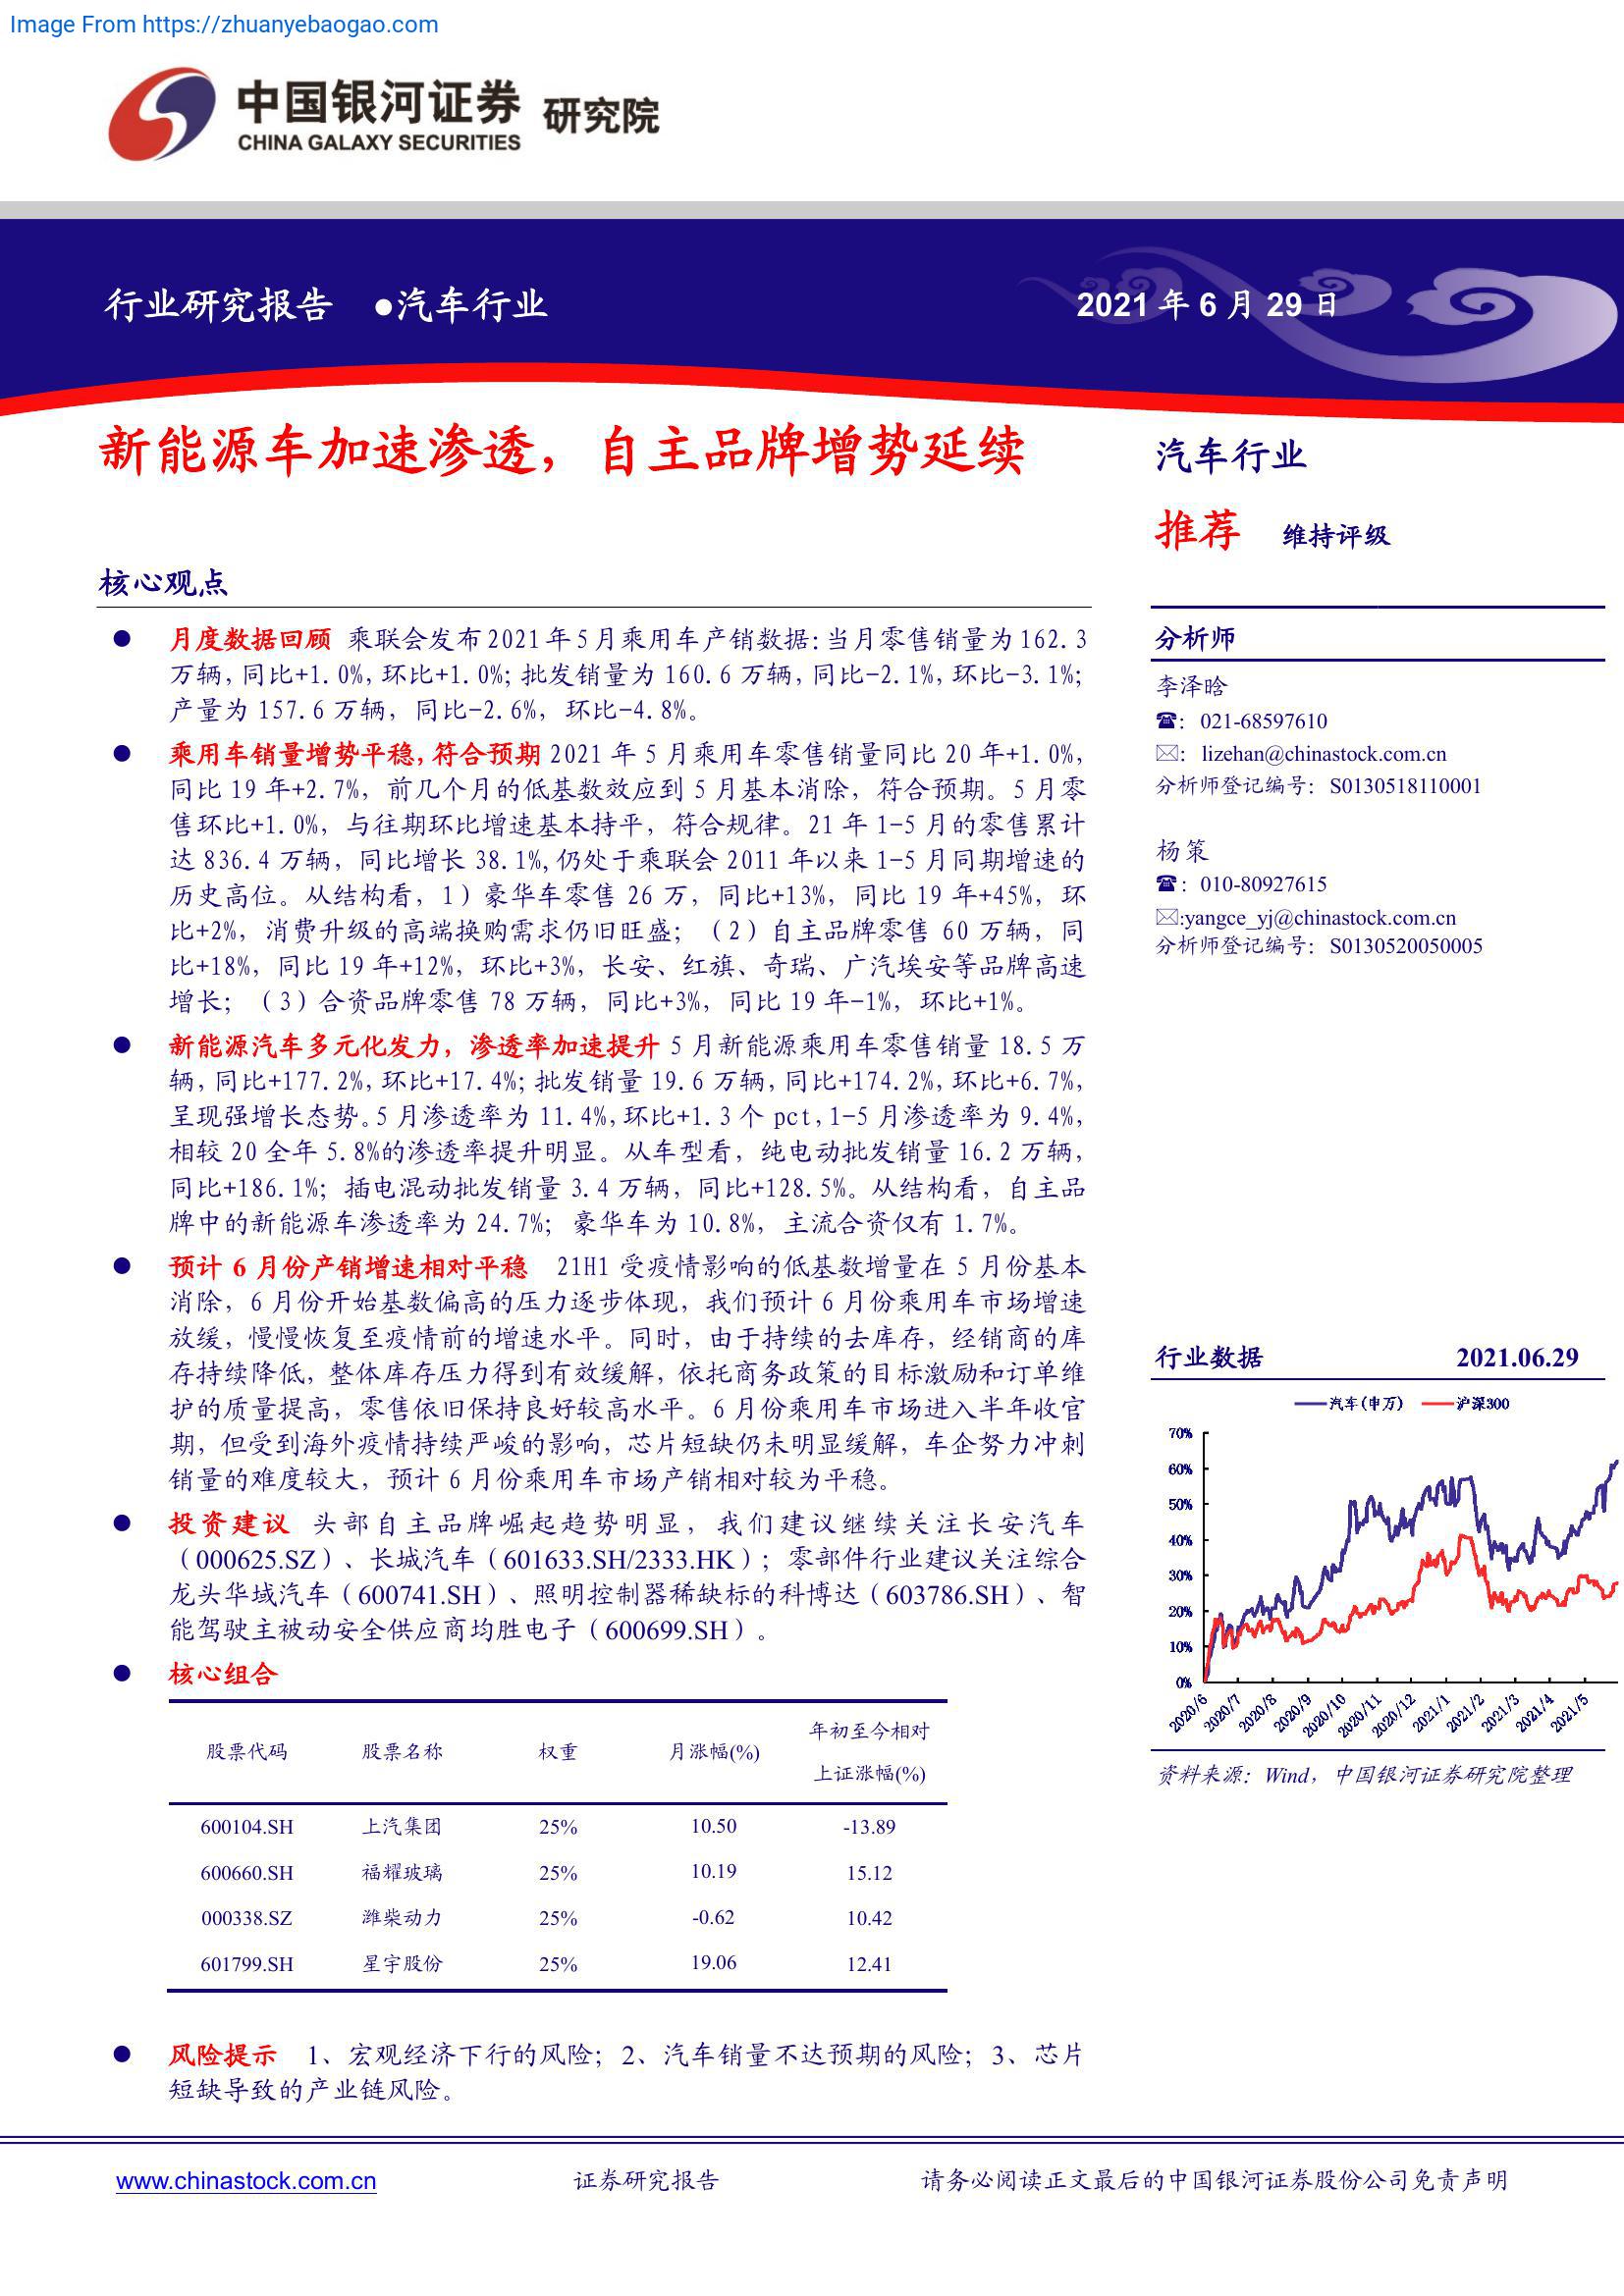 Image From https://zhuanyebaogao.com
中国银河证券 研究院
CHINA GALAXY SECURITIES
行业研究报告 ●汽车行业
2021 年 6 月 29 日
新能源车加速渗透，自主品牌增势延续
核心观点
● 月度数据回顾 乘联会发布 2021 年 5 月乘用车产销数据：当月零售销量为 162.3
万辆，同比+1.0%，环比+1.0%；批发销量为 160.6 万辆，同比-2.1%，环比-3.1%；
产量为 157.6 万辆，同比-2.6%，环比-4.8%。
● 乘用车销量增势平稳，符合预期 2021 年 5 月乘用车零售销量同比 20 年+1.0%，
同比 19 年+2.7%，前几个月的低基数效应到 5 月基本消除，符合预期。5 月零
售环比+1.0%，与往期环比增速基本持平，符合规律。21 年 1-5 月的零售累计
达 836.4 万辆，同比增长 38.1%,仍处于乘联会 2011 年以来 1-5 月同期增速的
历史高位。从结构看，1）豪华车零售 26 万，同比+13%，同比 19 年+45%，环
比+2%，消费升级的高端换购需求仍旧旺盛；（2）自主品牌零售 60 万辆，同
比+18%，同比 19 年+12%，环比+3%，长安、红旗、奇瑞、广汽埃安等品牌高速
增长；（3）合资品牌零售 78 万辆，同比+3%，同比 19 年-1%，环比+1%。
● 新能源汽车多元化发力，渗透率加速提升 5 月新能源乘用车零售销量 18.5 万
辆，同比+177.2%，环比+17.4%；批发销量 19.6 万辆，同比+174.2%，环比+6.7%，
呈现强增长态势。5 月渗透率为 11.4%，环比+1.3 个 pct，1-5 月渗透率为 9.4%，
相较 20 全年 5.8%的渗透率提升明显。从车型看，纯电动批发销量 16.2 万辆，
同比+186.1%；插电混动批发销量 3.4 万辆，同比+128.5%。从结构看，自主品
牌中的新能源车渗透率为 24.7%；豪华车为 10.8%，主流合资仅有 1.7%。
● 预计 6 月份产销增速相对平稳 21H1 受疫情影响的低基数增量在 5 月份基本
消除，6 月份开始基数偏高的压力逐步体现，我们预计 6 月份乘用车市场增速
放缓，慢慢恢复至疫情前的增速水平。同时，由于持续的去库存，经销商的库
存持续降低，整体库存压力得到有效缓解，依托商务政策的目标激励和订单维
护的质量提高，零售依旧保持良好较高水平。6 月份乘用车市场进入半年收官
期，但受到海外疫情持续严峻的影响，芯片短缺仍未明显缓解，车企努力冲刺
销量的难度较大，预计 6 月份乘用车市场产销相对较为平稳。
● 投资建议 头部自主品牌崛起趋势明显，我们建议继续关注长安汽车
（000625.SZ）、长城汽车（601633.SH/2333.HK）；零部件行业建议关注综合
龙头华域汽车（600741.SH）、照明控制器稀缺标的科博达（603786.SH）、智
能驾驶主被动安全供应商均胜电子（600699.SH）。
● 核心组合
股票代码 股票名称 权重 月涨幅(%) 年初至今相对
上证涨幅(%)
600104.SH 上汽集团 25% 10.50 -13.89
600660.SH 福耀玻璃 25% 10.19 15.12
000338.SZ 潍柴动力 25% -0.62 10.42
601799.SH 星宇股份 25% 19.06 12.41
● 风险提示 1、宏观经济下行的风险；2、汽车销量不达预期的风险；3、芯片
短缺导致的产业链风险。
汽车行业
推荐 维持评级
分析师
李泽晗
☎：021-68597610
✉：lizehan@chinastock.com.cn
分析师登记编号：S0130518110001
杨策
☎：010-80927615
✉:yangce_yj@chinastock.com.cn
分析师登记编号：S0130520050005
行业数据 2021.06.29
汽车(申万) 沪深300
70%
60%
50%
40%
30%
20%
10%
0%
2020/6 2020/7 2020/8 2020/9 2020/10 2020/11 2020/12 2021/1 2021/2 2021/3 2021/4 2021/5
资料来源：Wind，中国银河证券研究院整理
www.chinastock.com.cn 证券研究报告 请务必阅读正文最后的中国银河证券股份公司免责声明